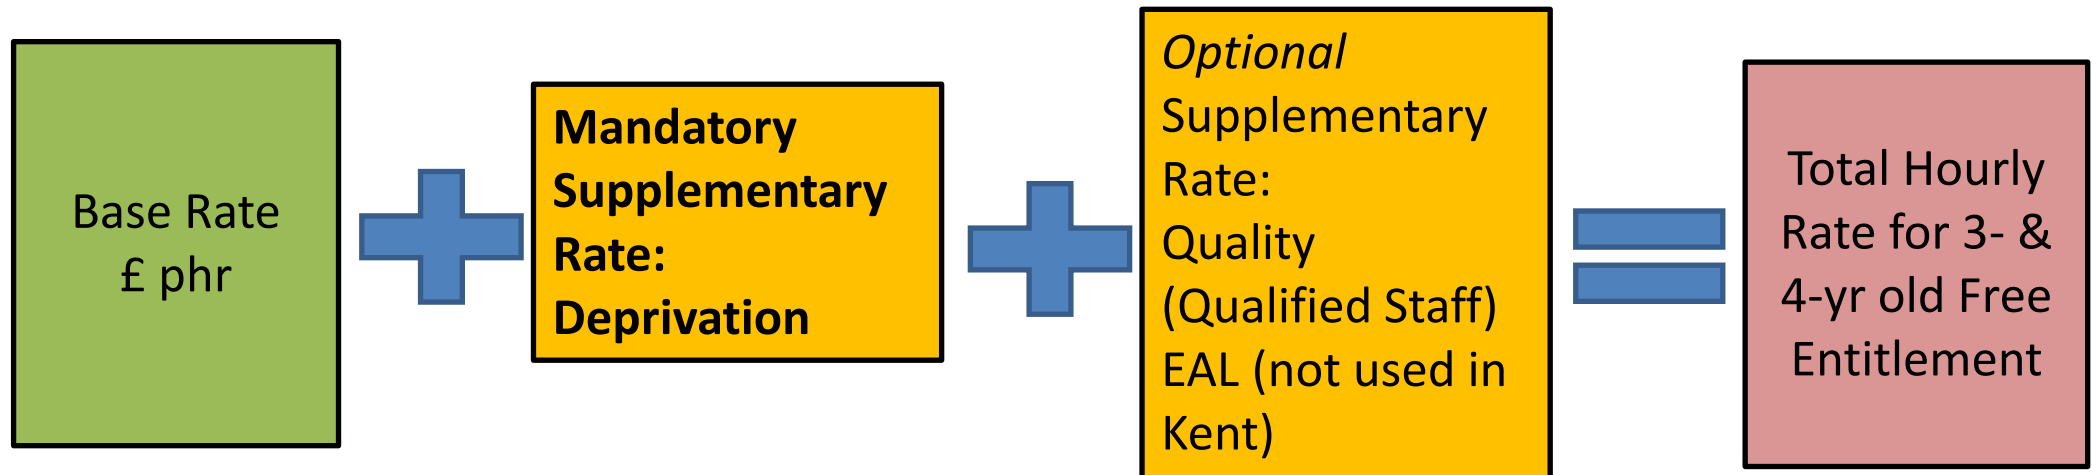 Base Rate
£ phr
Mandatory
Supplementary
Rate:
Deprivation
Optional
Supplementary
Rate:
Quality
(Qualified Staff)
EAL (not used in
Kent)
Total Hourly
Rate for 3- &
4-yr old Free
Entitlement